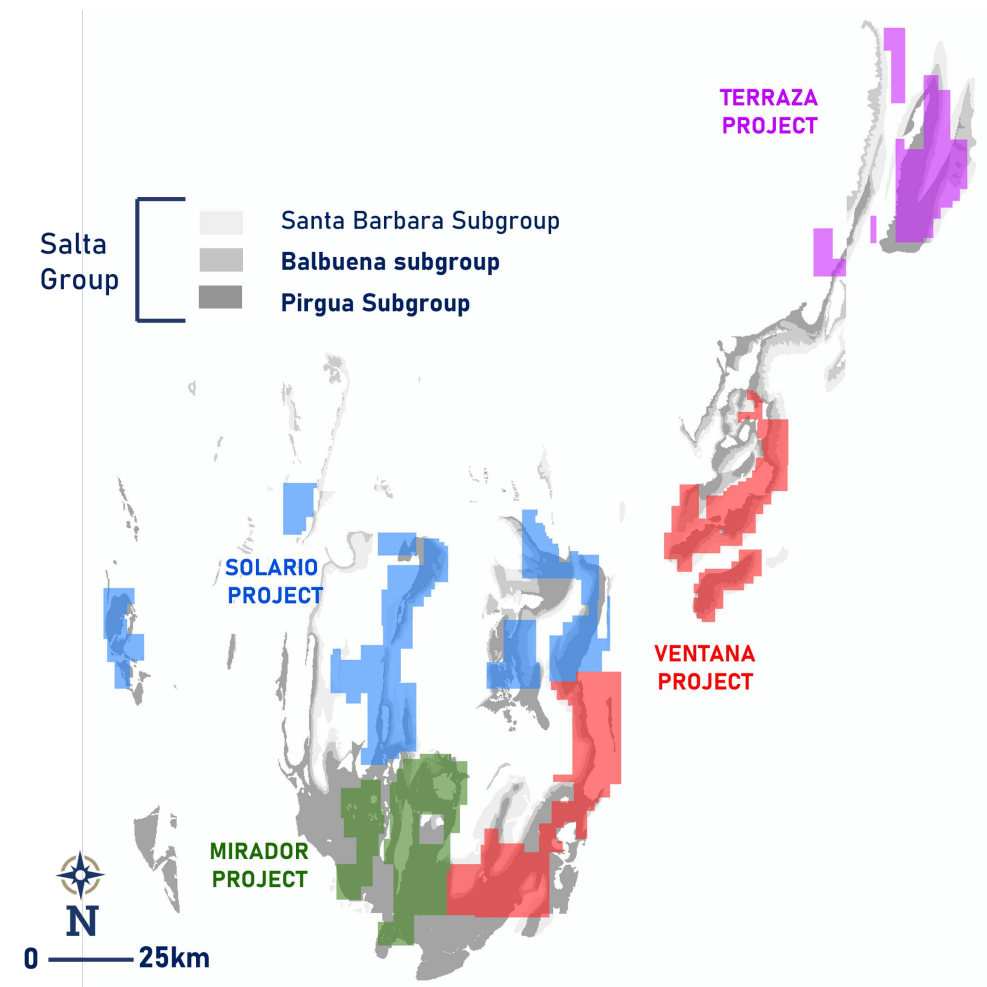 TERRAZA
PROJECT
Salta
Group
Santa Barbara Subgroup
Balbuena subgroup
Pirgua Subgroup
SOLARIO
PROJECT
VENTANA
PROJECT
MIRADOR
PROJECT
N
0 25km